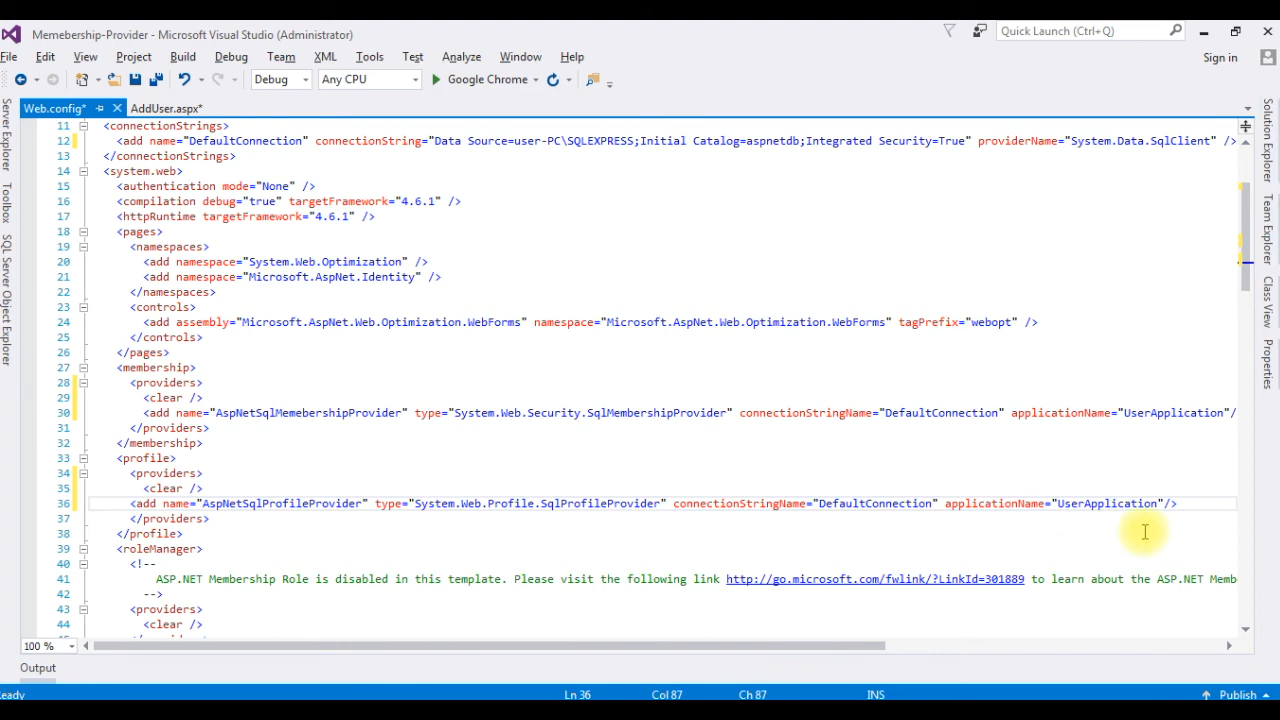 Memebership-Provider - Microsoft Visual Studio (Administrator)
Quick Launch (Ctrl+Q)
File Edit View Project Build Debug Team XML Tools Test Analyze Window Help
Sign in
Debug Any CPU Google Chrome
Web.config* AddUser.aspx*
11 <connectionStrings>
12 <add name="DefaultConnection" connectionString="Data Source=user-PC\SQLEXPRESS;Initial Catalog=aspnetdb;Integrated Security=True" providerName="System.Data.SqlClient" />
13 </connectionStrings>
14 <system.web>
15 <authentication mode="None" />
16 <compilation debug="true" targetFramework="4.6.1" />
17 <httpRuntime targetFramework="4.6.1" />
18 <pages>
19 <namespaces>
20 <add namespace="System.Web.Optimization" />
21 <add namespace="Microsoft.AspNet.Identity" />
22 </namespaces>
23 <controls>
24 <add assembly="Microsoft.AspNet.Web.Optimization.WebForms" namespace="Microsoft.AspNet.Web.Optimization.WebForms" tagPrefix="webopt" />
25 </controls>
26 </pages>
27 <membership>
28 <providers>
29 <clear />
30 <add name="AspNetSqlMemebershipProvider" type="System.Web.Security.SqlMembershipProvider" connectionStringName="DefaultConnection" applicationName="UserApplication"/
31 </providers>
32 </membership>
33 <profile>
34 <providers>
35 <clear />
36 <add name="AspNetSqlProfileProvider" type="System.Web.Profile.SqlProfileProvider" connectionStringName="DefaultConnection" applicationName="UserApplication"/>
37 </providers>
38 </profile>
39 <roleManager>
40 <!--
41 ASP.NET Membership Role is disabled in this template. Please visit the following link http://go.microsoft.com/fwlink/?LinkId=301889 to learn about the ASP.NET Memb
42 -->
43 <providers>
44 <clear />
100 %
Output
eady Ln 36 Col 87 Ch 87 INS Publish
Server Explorer
Toolbox
SQL Server Object Explorer
Solution Explorer
Team Explorer
Class View
Properties